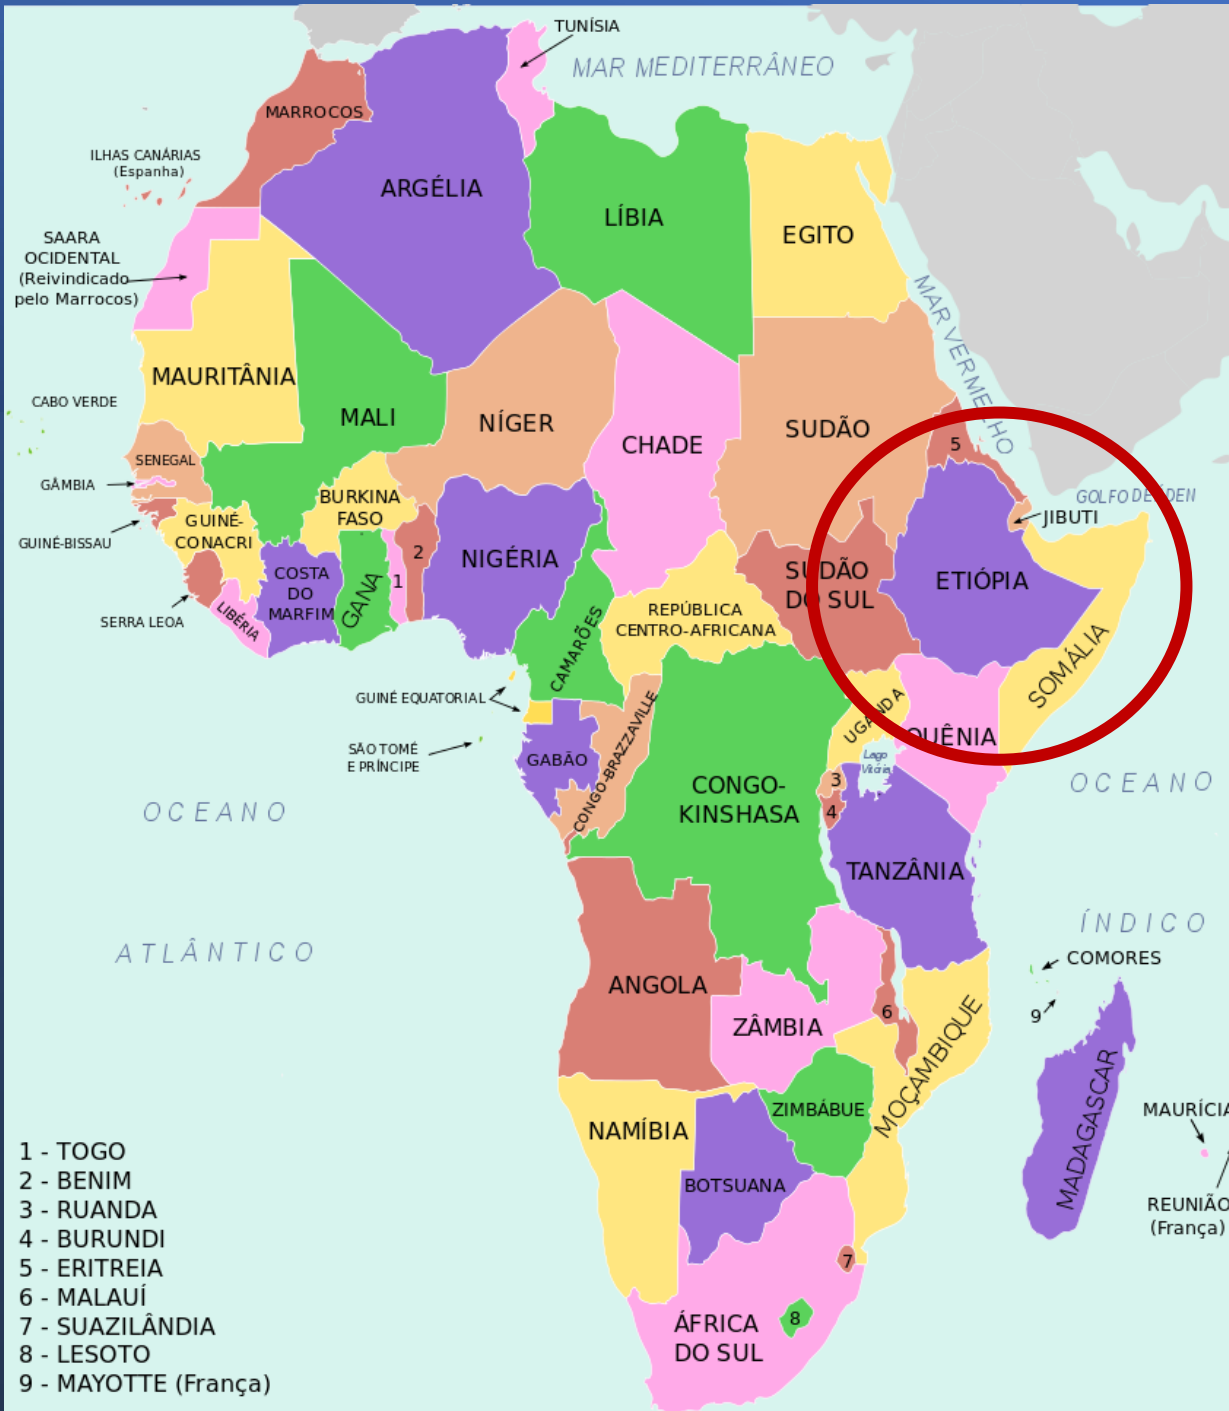 TUNÍSIA
MAR MEDITERRÂNEO
MARROCOS
ILHAS CANÁRIAS
(Espanha)
ARGÉLIA
LÍBIA
EGITO
SAARA
OCIDENTAL
(Reivindicado
pelo Marrocos)
MAR VERMELHO
MAURITÂNIA
CABO VERDE
MALI
NÍGER
CHADE
SUDÃO
5
SENEGAL
GÂMBIA
GOLFO DE ÁDEN
JIBUTI
BURKINA
FASO
GUINÉ-
CONACRI
GUINÉ-BISSAU
2
NIGÉRIA
COSTA
DO
MARFIM
1
GANA
SUDÃO
DO SUL
ETIÓPIA
REPÚBLICA
CENTRO-AFRICANA
SERRA LEOA
LIBÉRIA
CAMARÕES
SOMÁLIA
GUINÉ EQUATORIAL
UGANDA
QUÊNIA
SÃO TOMÉ
E PRÍNCIPE
GABÃO
CONGO-BRAZZAVILLE
Lago
Vitória
3
4
CONGO-
KINSHASA
OCEANO
OCEANO
TANZÂNIA
ATLÂNTICO
ÍNDICO
COMORES
ANGOLA
ZÂMBIA
6
9
MOÇAMBIQUE
MADAGASCAR
ZIMBÁBUE
NAMÍBIA
BOTSUANA
MAURÍCIA
REUNIÃO
(França)
7
8
ÁFRICA
DO SUL
1 - TOGO
2 - BENIM
3 - RUANDA
4 - BURUNDI
5 - ERITREIA
6 - MALAUÍ
7 - SUAZILÂNDIA
8 - LESOTO
9 - MAYOTTE (França)